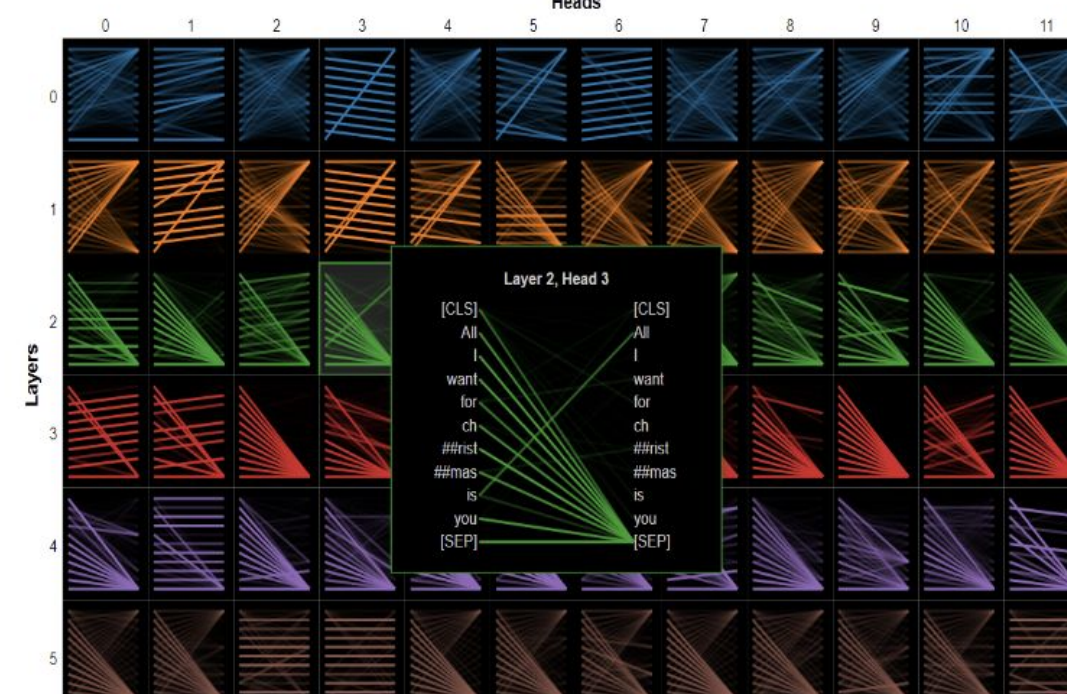 Heads
0 1 2 3 4 5 6 7 8 9 10 11
0
1
Layer 2, Head 3
[CLS] [CLS]
All All
2
I I
want want
for for
Layers
ch ch
3
##rist ##rist
##mas ##mas
is is
you you
[SEP] [SEP]
4
5